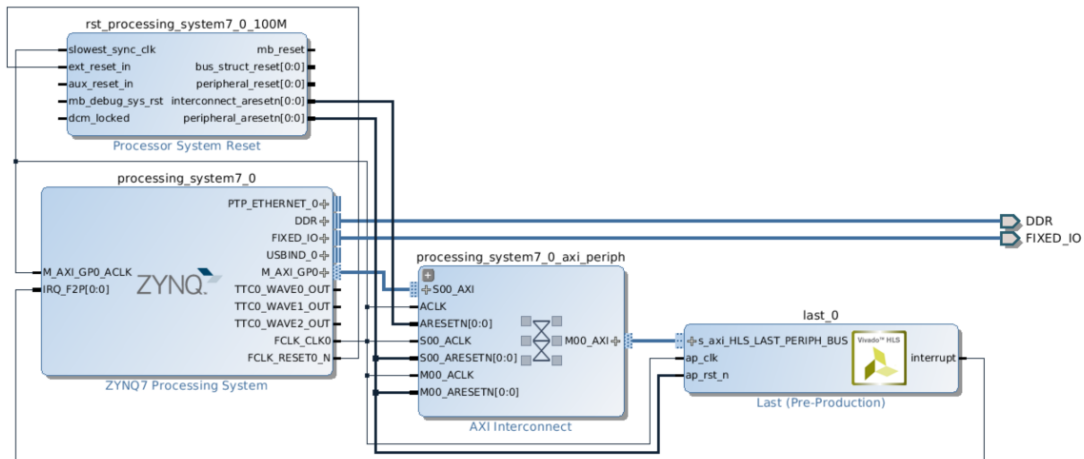 rst_processing_system7_0_100M
slowest_sync_clk
ext_reset_in
aux_reset_in
mb_debug_sys_rst
dcm_locked
mb_reset
bus_struct_reset[0:0]
peripheral_reset[0:0]
interconnect_aresetn[0:0]
peripheral_aresetn[0:0]
Processor System Reset
processing_system7_0
M_AXI_GP0_ACLK
IRQ_F2P[0:0]
ZYNQ
PTP_ETHERNET_0
DDR
FIXED_IO
USBIND_0
M_AXI_GP0
TTC0_WAVE0_OUT
TTC0_WAVE1_OUT
TTC0_WAVE2_OUT
FCLK_CLK0
FCLK_RESET0_N
ZYNQ7 Processing System
DDR
FIXED_IO
processing_system7_0_axi_periph
S00_AXI
ACLK
ARESETN[0:0]
S00_ACLK
S00_ARESETN[0:0]
M00_ACLK
M00_ARESETN[0:0]
M00_AXI
AXI Interconnect
last_0
s_axi_HLS_LAST_PERIPH_BUS
ap_clk
ap_rst_n
Vivado™ HLS
interrupt
Last (Pre-Production)